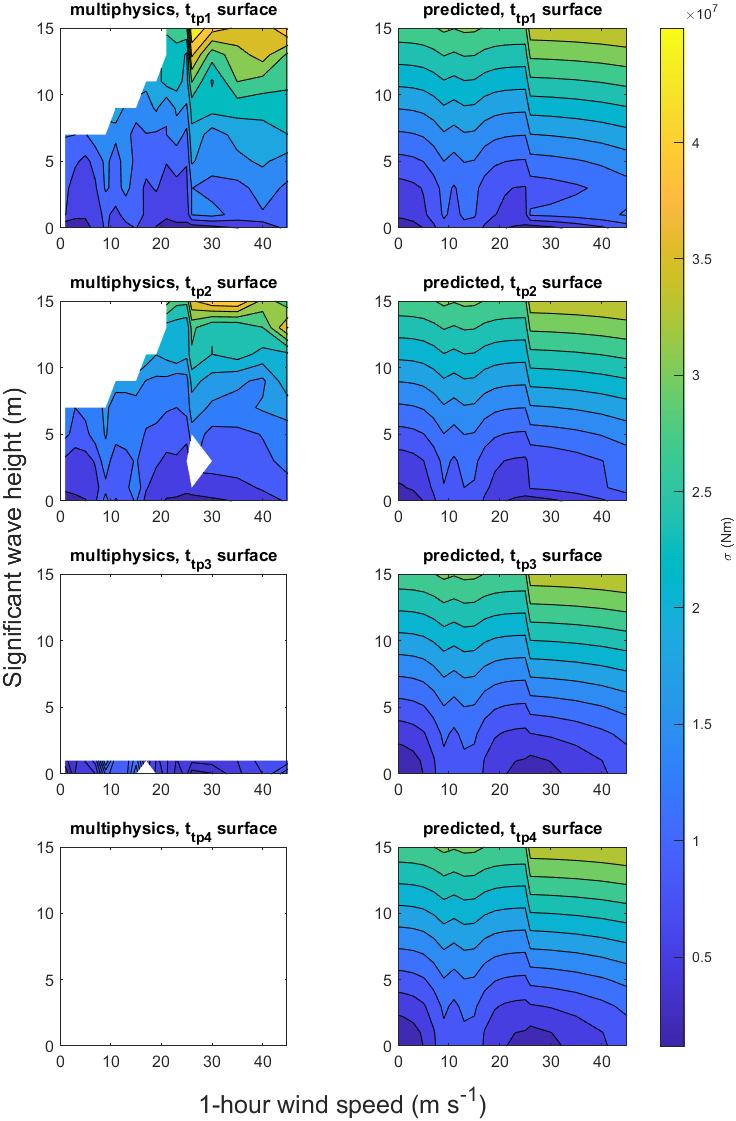 multiphysics, t_tp1 surface
predicted, t_tp1 surface
×10^7
15
10
5
0
0 10 20 30 40
15
10
5
0
0 10 20 30 40
multiphysics, t_tp2 surface
predicted, t_tp2 surface
15
10
5
0
0 10 20 30 40
15
10
5
0
0 10 20 30 40
multiphysics, t_tp3 surface
predicted, t_tp3 surface
15
10
5
0
0 10 20 30 40
15
10
5
0
0 10 20 30 40
multiphysics, t_tp4 surface
predicted, t_tp4 surface
15
10
5
0
0 10 20 30 40
15
10
5
0
0 10 20 30 40
Significant wave height (m)
1-hour wind speed (m s^-1)
4
3.5
3
2.5
2
1.5
1
0.5
σ (Nm)